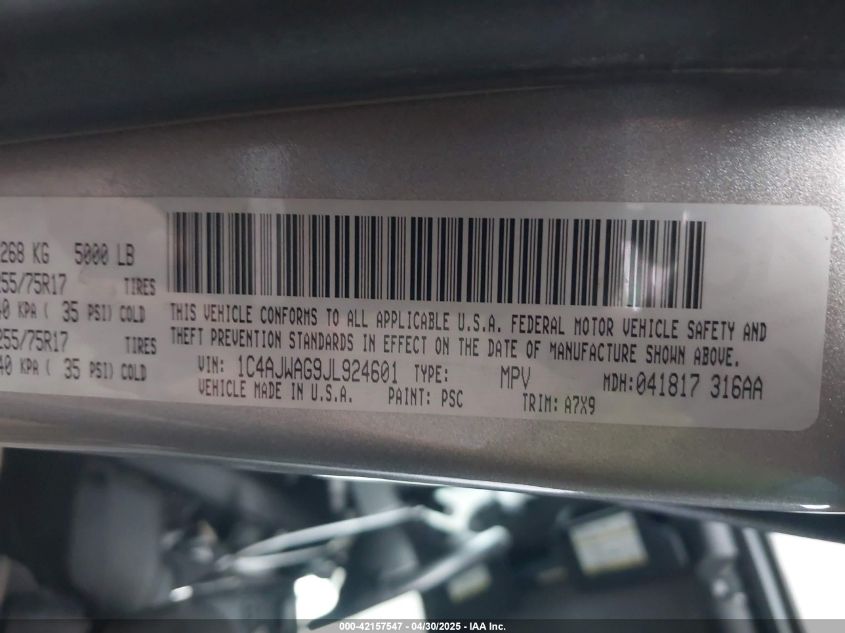 268 KG 5000 LB
255/75R17 TIRES
40 KPA ( 35 PSI) COLD
255/75R17 TIRES
40 KPA ( 35 PSI) COLD
THIS VEHICLE CONFORMS TO ALL APPLICABLE U.S.A. FEDERAL MOTOR VEHICLE SAFETY AND
THEFT PREVENTION STANDARDS IN EFFECT ON THE DATE OF MANUFACTURE SHOWN ABOVE.
VIN: 1C4AJWAG9JL924601 TYPE: MPV MDH: 041817 316AA
VEHICLE MADE IN U.S.A. PAINT: PSC TRIM: A7X9
000-42157547 - 04/30/2025 - IAA Inc.